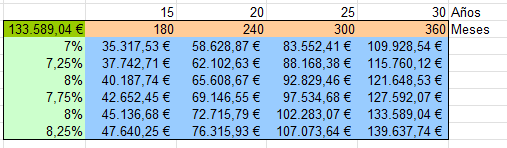 15 20 25 30 Años
133.589,04 € 180 240 300 360 Meses
7% 35.317,53 € 58.628,87 € 83.552,41 € 109.928,54 €
7,25% 37.742,71 € 62.102,63 € 88.168,38 € 115.760,12 €
8% 40.187,74 € 65.608,67 € 92.829,46 € 121.648,53 €
7,75% 42.652,45 € 69.146,55 € 97.534,68 € 127.592,07 €
8% 45.136,68 € 72.715,79 € 102.283,07 € 133.589,04 €
8,25% 47.640,25 € 76.315,93 € 107.073,64 € 139.637,74 €